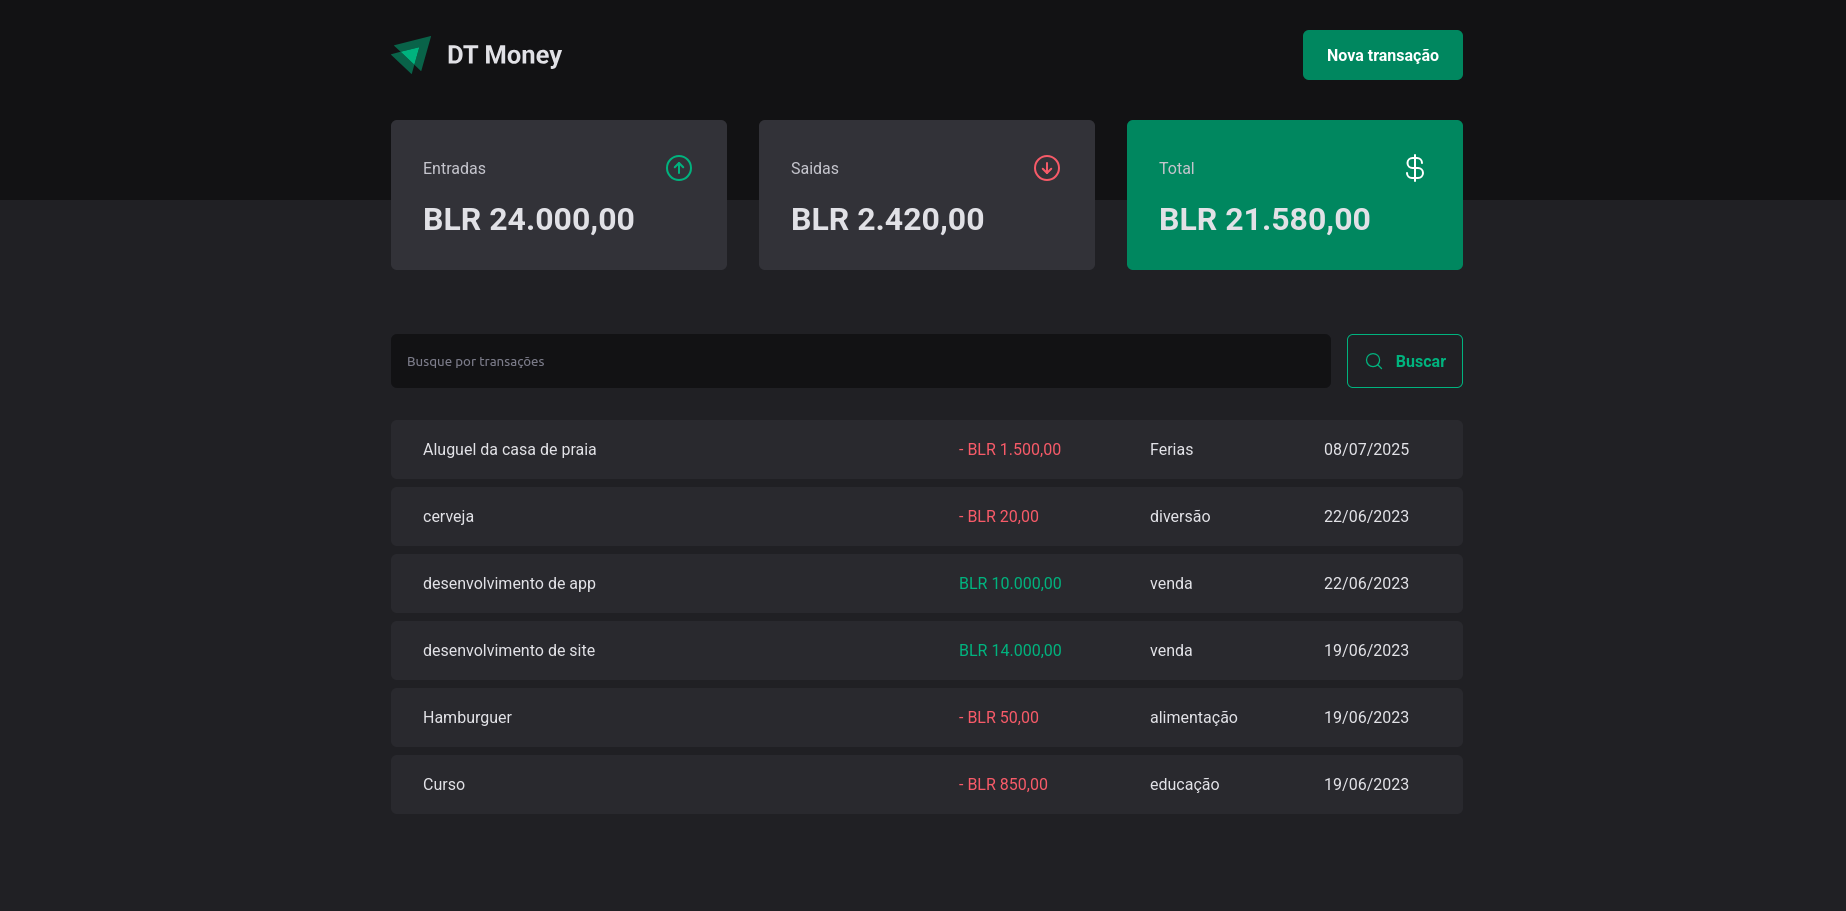 DT Money
Nova transação
Entradas
BLR 24.000,00
Saidas
BLR 2.420,00
Total
BLR 21.580,00
Busque por transações
Buscar
Aluguel da casa de praia - BLR 1.500,00 Ferias 08/07/2025
cerveja - BLR 20,00 diversão 22/06/2023
desenvolvimento de app BLR 10.000,00 venda 22/06/2023
desenvolvimento de site BLR 14.000,00 venda 19/06/2023
Hamburguer - BLR 50,00 alimentação 19/06/2023
Curso - BLR 850,00 educação 19/06/2023